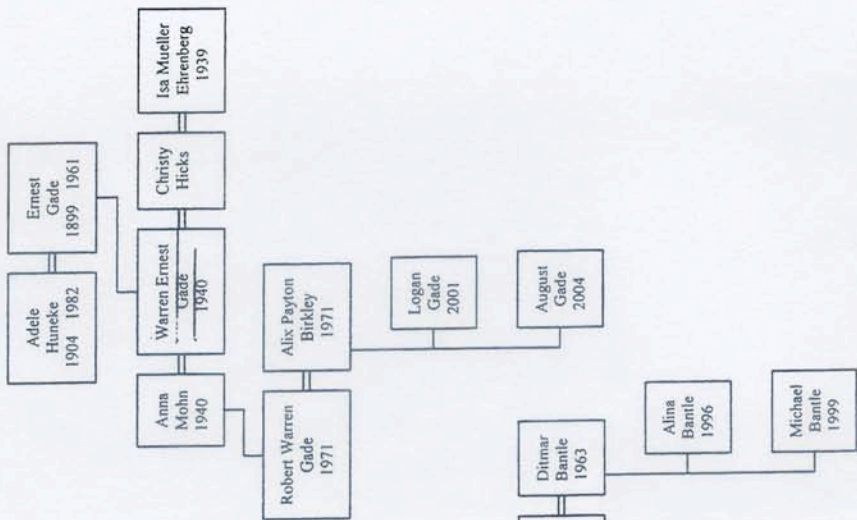 Adele
Huneke
1904 1982
Ernest
Gade
1899 1961
Anna
Mohn
1940
Warren Ernest
Gade
1940
Christy
Hicks
Isa Mueller
Ehrenberg
1939
Robert Warren
Gade
1971
Alix Payton
Birkley
1971
Logan
Gade
2001
August
Gade
2004
Ditmar
Bantle
1963
Alina
Bantle
1996
Michael
Bantle
1999